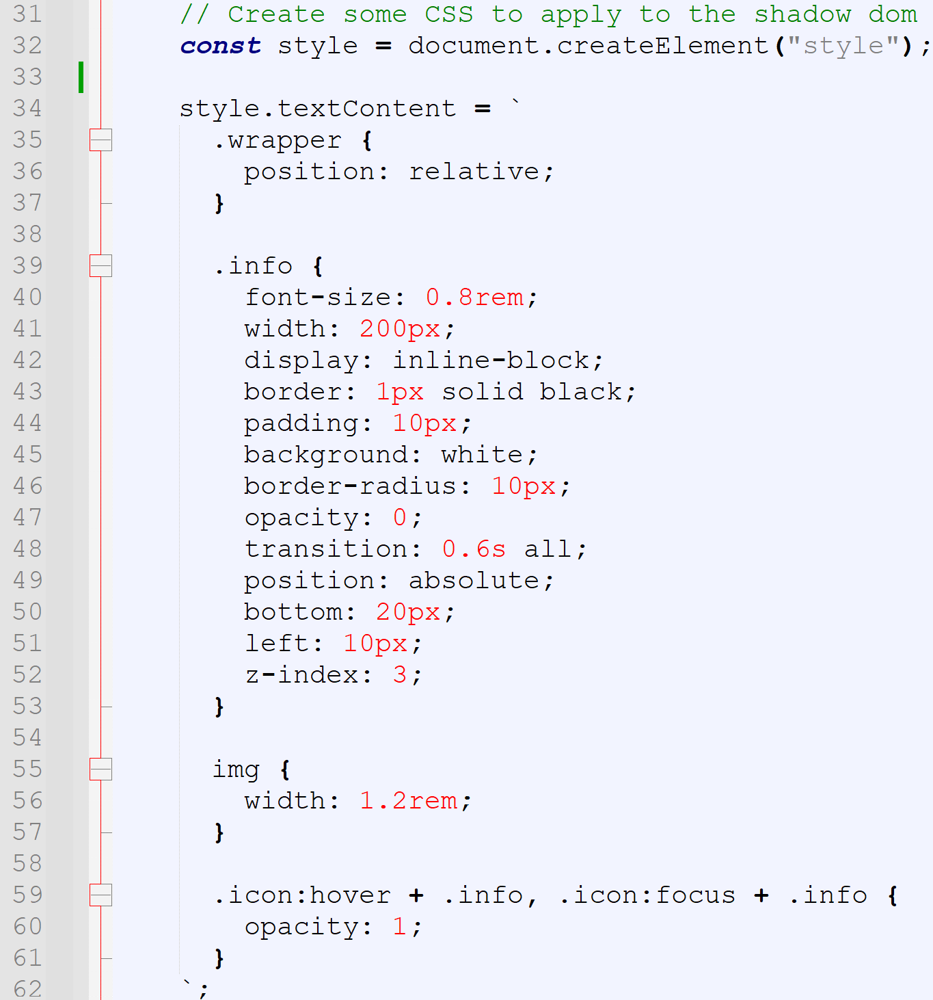 31 // Create some CSS to apply to the shadow dom
32 const style = document.createElement("style");
33
34 style.textContent = `
35 .wrapper {
36 position: relative;
37 }
38
39 .info {
40 font-size: 0.8rem;
41 width: 200px;
42 display: inline-block;
43 border: 1px solid black;
44 padding: 10px;
45 background: white;
46 border-radius: 10px;
47 opacity: 0;
48 transition: 0.6s all;
49 position: absolute;
50 bottom: 20px;
51 left: 10px;
52 z-index: 3;
53 }
54
55 img {
56 width: 1.2rem;
57 }
58
59 .icon:hover + .info, .icon:focus + .info {
60 opacity: 1;
61 }
62 `;